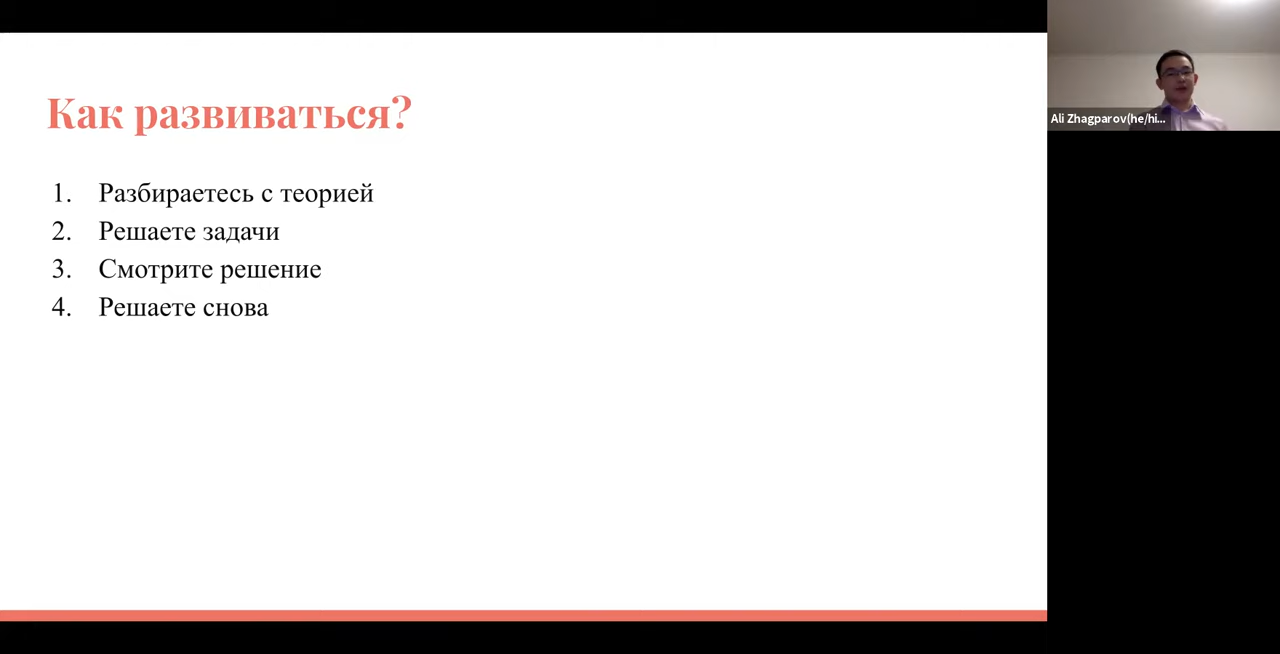 Как развиваться?
1. Разбираетесь с теорией
2. Решаете задачи
3. Смотрите решение
4. Решаете снова
Ali Zhagparov(he/hi...